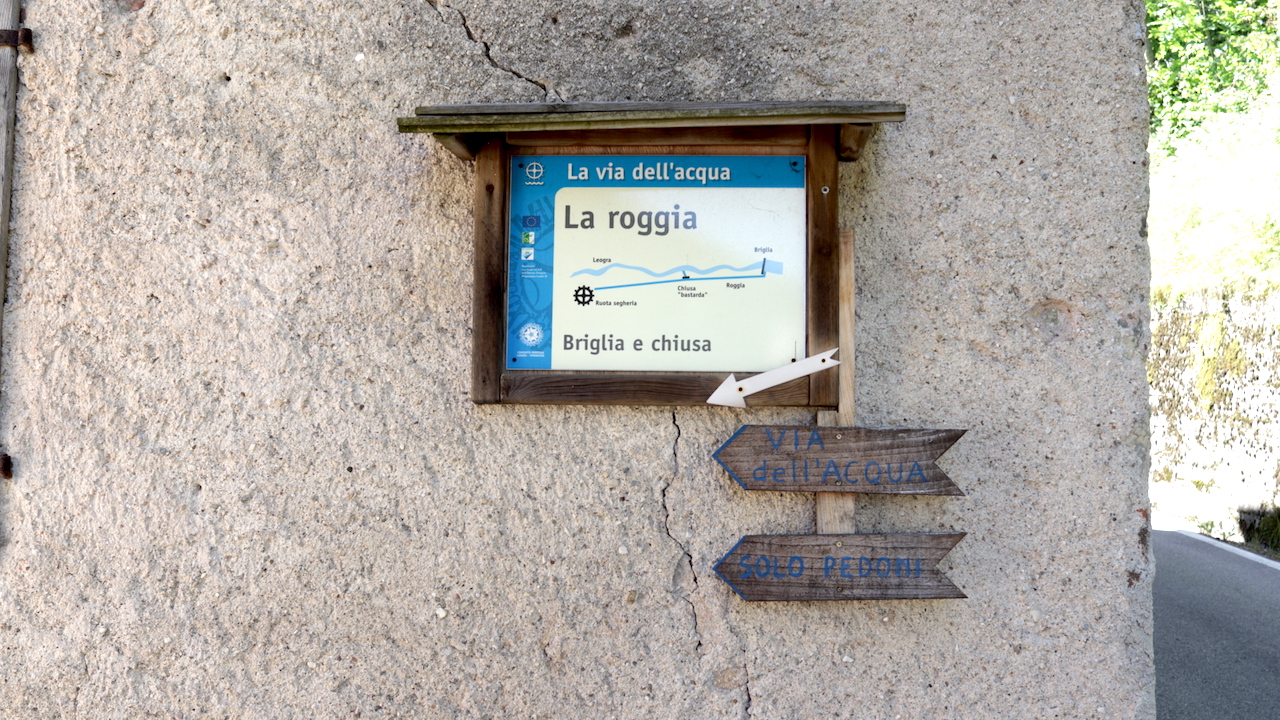 La via dell'acqua
La roggia
Briglia
Leogra
Chiusa
"bastarda"
Roggia
Ruota segheria
Briglia e chiusa
VIA
dell'ACQUA
SOLO PEDONI